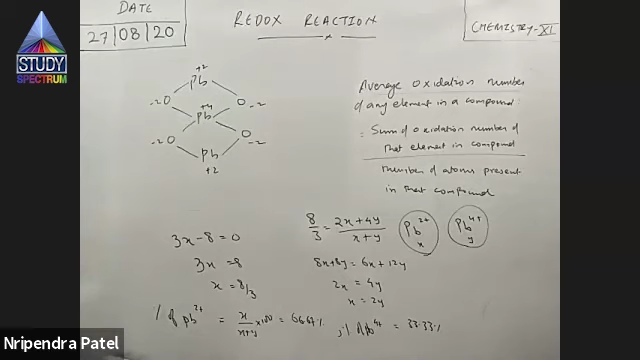 DATE
27/08/20
REDOX REACTION
CHEMISTRY-XI
STUDY
SPECTRUM
+2
Pb
-2 O O -2
+4
Pb
-2 O O -2
Pb
+2
Average oxidation number
of any element in a compound:
= Sum of oxidation number of
that element in compound
number of atoms present
in that compound
3x-8=0
3x=8
x=8/3
8/3 = 2x+4y/x+y
Pb2+
x
Pb4+
y
8x+8y=6x+12y
2x=4y
x=2y
% of Pb2+ = x/x+y ×100 = 66.67%
% of Pb4+ = 33.33%
Nripendra Patel